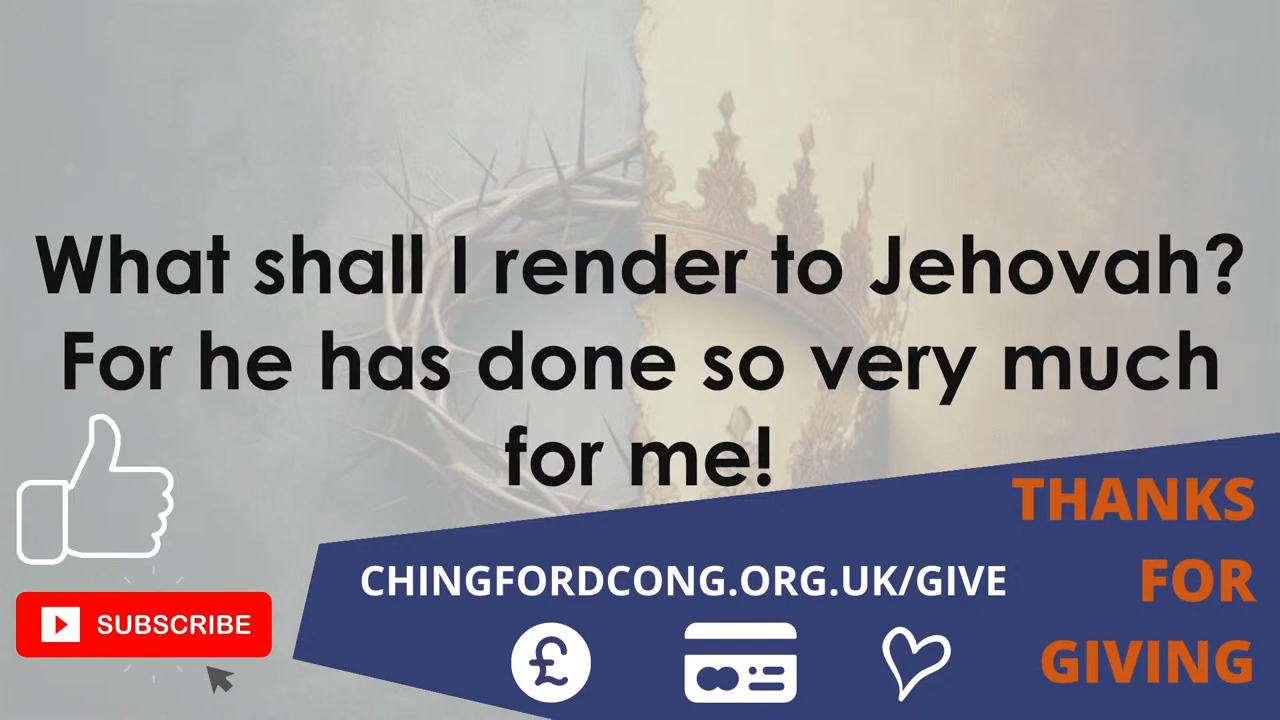 What shall I render to Jehovah?
For he has done so very much
for me!
SUBSCRIBE
CHINGFORDCONG.ORG.UK/GIVE
£
THANKS
FOR
GIVING